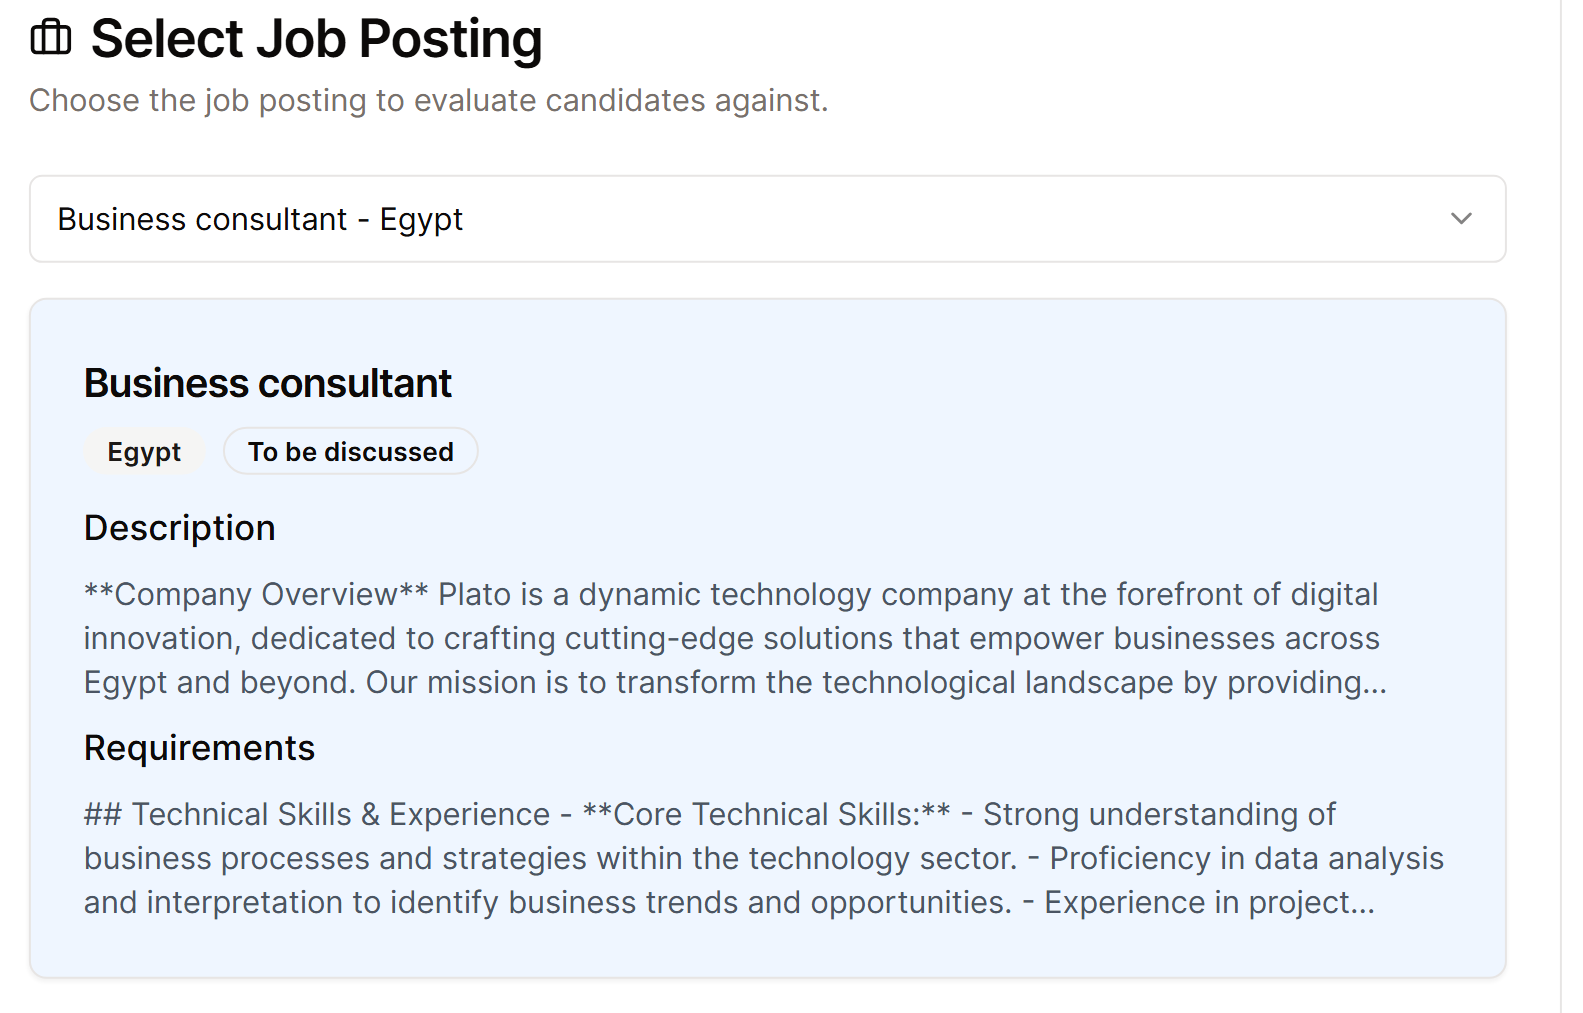 Select Job Posting
Choose the job posting to evaluate candidates against.
Business consultant - Egypt
Business consultant
Egypt To be discussed
Description
**Company Overview** Plato is a dynamic technology company at the forefront of digital
innovation, dedicated to crafting cutting-edge solutions that empower businesses across
Egypt and beyond. Our mission is to transform the technological landscape by providing...
Requirements
## Technical Skills & Experience - **Core Technical Skills:** - Strong understanding of
business processes and strategies within the technology sector. - Proficiency in data analysis
and interpretation to identify business trends and opportunities. - Experience in project...